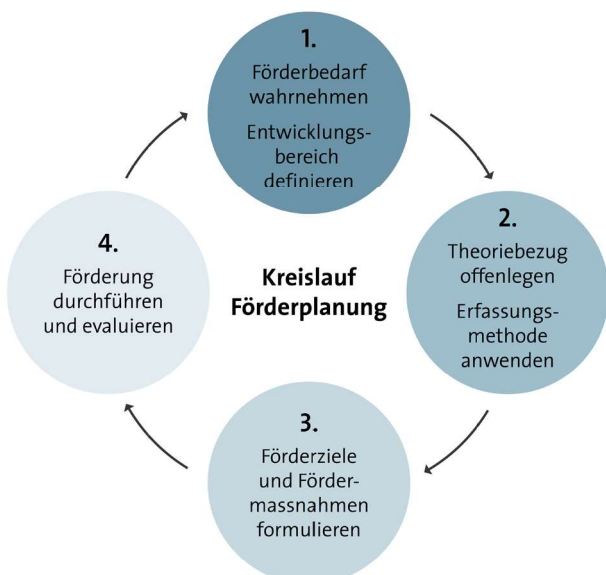 1.
Förderbedarf
wahrnehmen
Entwicklungs-
bereich
definieren
2.
Theoriebezug
offenlegen
Erfassungs-
methode
anwenden
3.
Förderziele
und Förder-
massnahmen
formulieren
4.
Förderung
durchführen
und evaluieren
Kreislauf
Förderplanung